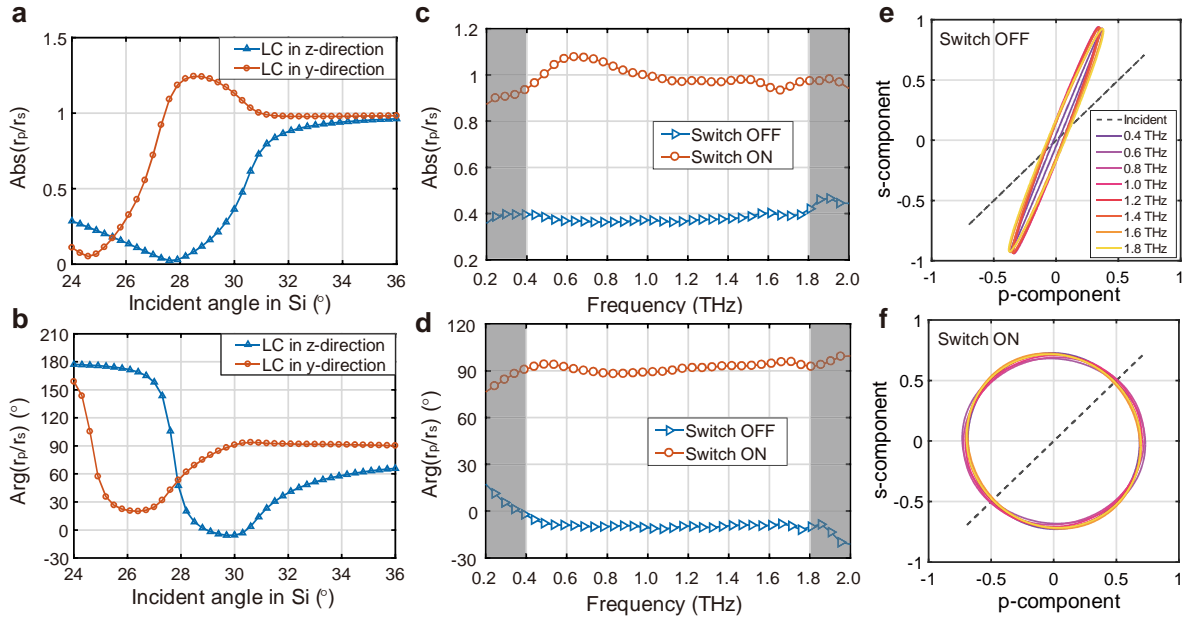 a
LC in z-direction
LC in y-direction
Abs(rp/rs)
1.5
1
0.5
0
24 26 28 30 32 34 36
Incident angle in Si (°)
b
LC in z-direction
LC in y-direction
Arg(rp/rs) (°)
210
180
150
120
90
60
30
0
-30
24 26 28 30 32 34 36
Incident angle in Si (°)
c
Switch OFF
Switch ON
Abs(rp/rs)
1.2
1
0.8
0.6
0.4
0.2
0.2 0.4 0.6 0.8 1.0 1.2 1.4 1.6 1.8 2.0
Frequency (THz)
d
Switch OFF
Switch ON
Arg(rp/rs) (°)
120
90
60
30
0
-30
0.2 0.4 0.6 0.8 1.0 1.2 1.4 1.6 1.8 2.0
Frequency (THz)
e
Switch OFF
Incident
0.4 THz
0.6 THz
0.8 THz
1.0 THz
1.2 THz
1.4 THz
1.6 THz
1.8 THz
s-component
1
0.5
0
-0.5
-1
-1 -0.5 0 0.5 1
p-component
f
Switch ON
s-component
1
0.5
0
-0.5
-1
-1 -0.5 0 0.5 1
p-component